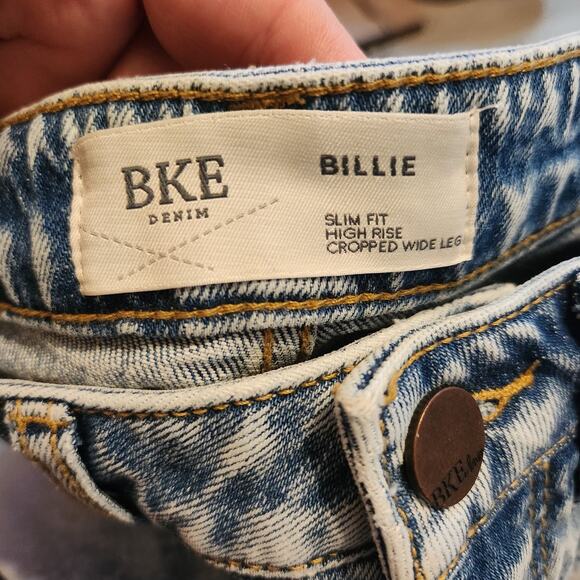 BKE
DENIM
BILLIE
SLIM FIT
HIGH RISE
CROPPED WIDE LEG
BKE